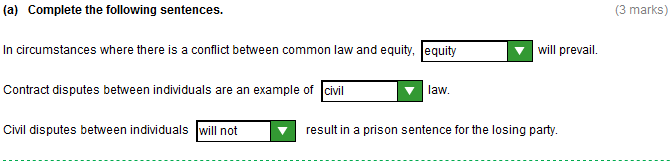 (a) Complete the following sentences. (3 marks)
In circumstances where there is a conflict between common law and equity, equity will prevail.
Contract disputes between individuals are an example of civil law.
Civil disputes between individuals will not result in a prison sentence for the losing party.